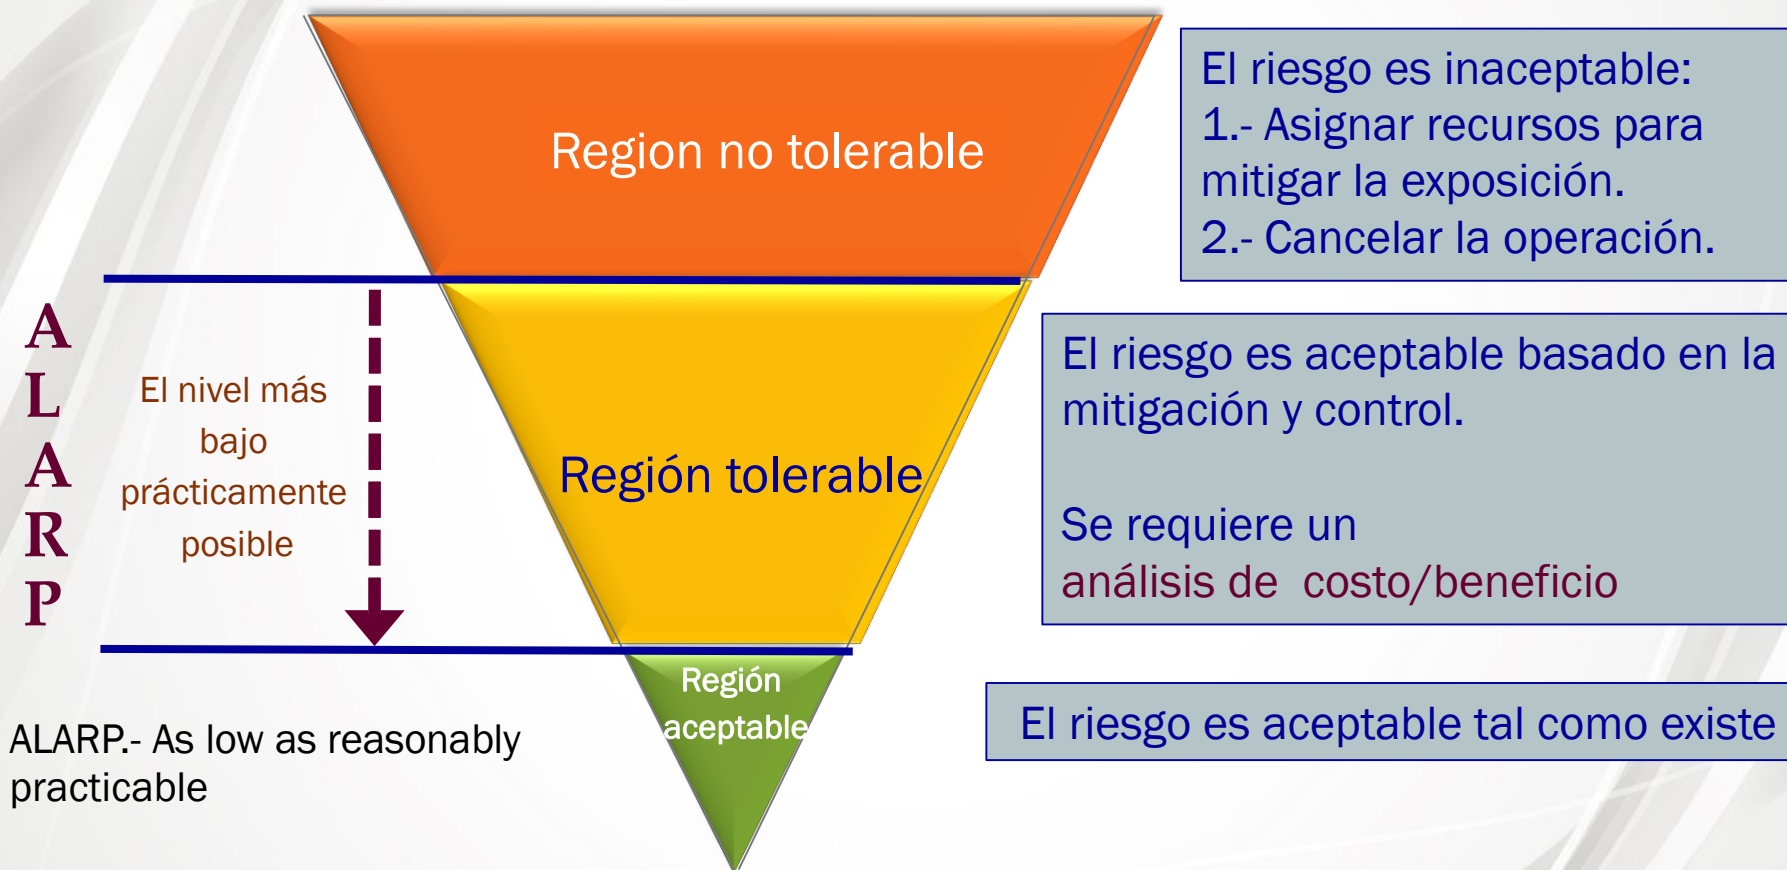 Region no tolerable
El riesgo es inaceptable:
1.- Asignar recursos para
mitigar la exposición.
2.- Cancelar la operación.
A
L
A
R
P
El nivel más
bajo
prácticamente
posible
Región tolerable
El riesgo es aceptable basado en la
mitigación y control.
Se requiere un
análisis de costo/beneficio
Región
aceptable
El riesgo es aceptable tal como existe
ALARP.- As low as reasonably
practicable